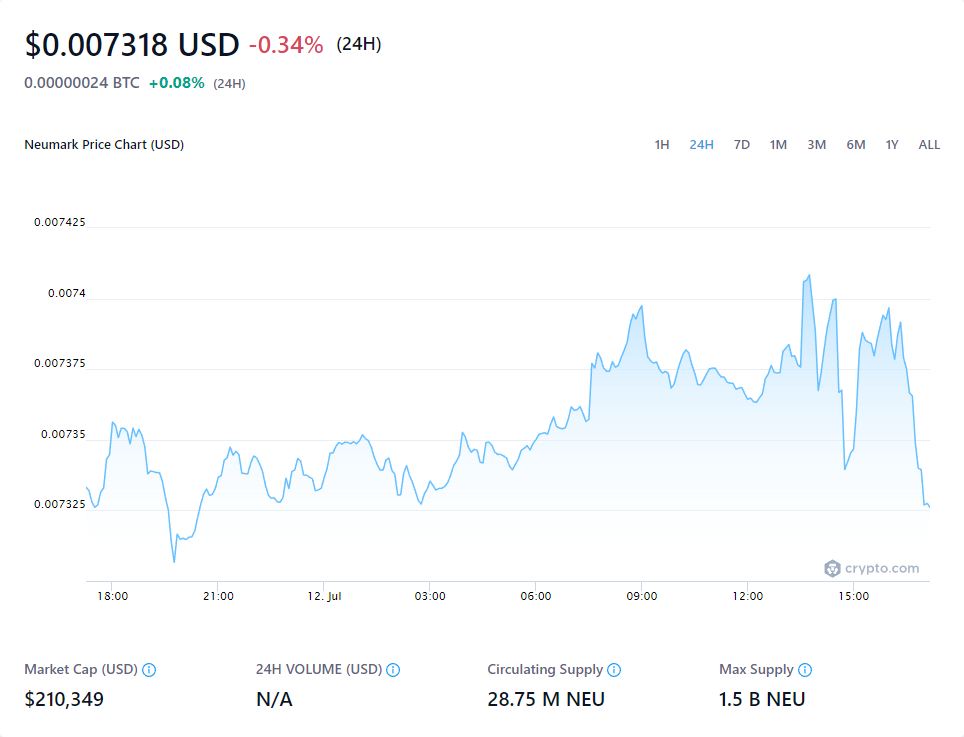 $0.007318 USD -0.34% (24H)
0.00000024 BTC +0.08% (24H)
Neumark Price Chart (USD) 1H 24H 7D 1M 3M 6M 1Y ALL
0.007425
0.0074
0.007375
0.00735
0.007325
crypto.com
18:00 21:00 12. Jul 03:00 06:00 09:00 12:00 15:00
Market Cap (USD) 24H VOLUME (USD) Circulating Supply Max Supply
$210,349 N/A 28.75 M NEU 1.5 B NEU